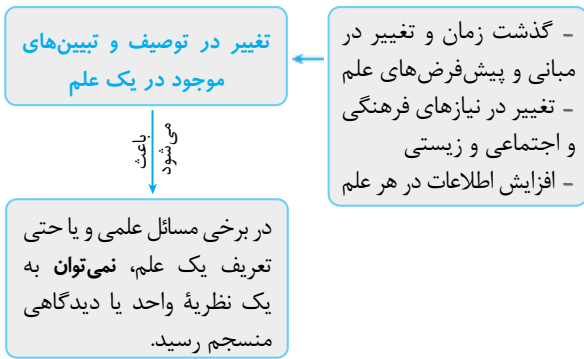 - گذشت زمان و تغییر در
مبانی و پیش‌فرض‌های علم
- تغییر در نیازهای فرهنگی
و اجتماعی و زیستی
- افزایش اطلاعات در هر علم
تغییر در توصیف و تبیین‌های
موجود در یک علم
باعث
می‌شود
در برخی مسائل علمی و یا حتی
تعریف یک علم، نمی‌توان به
یک نظریهٔ واحد یا دیدگاهی
منسجم رسید.